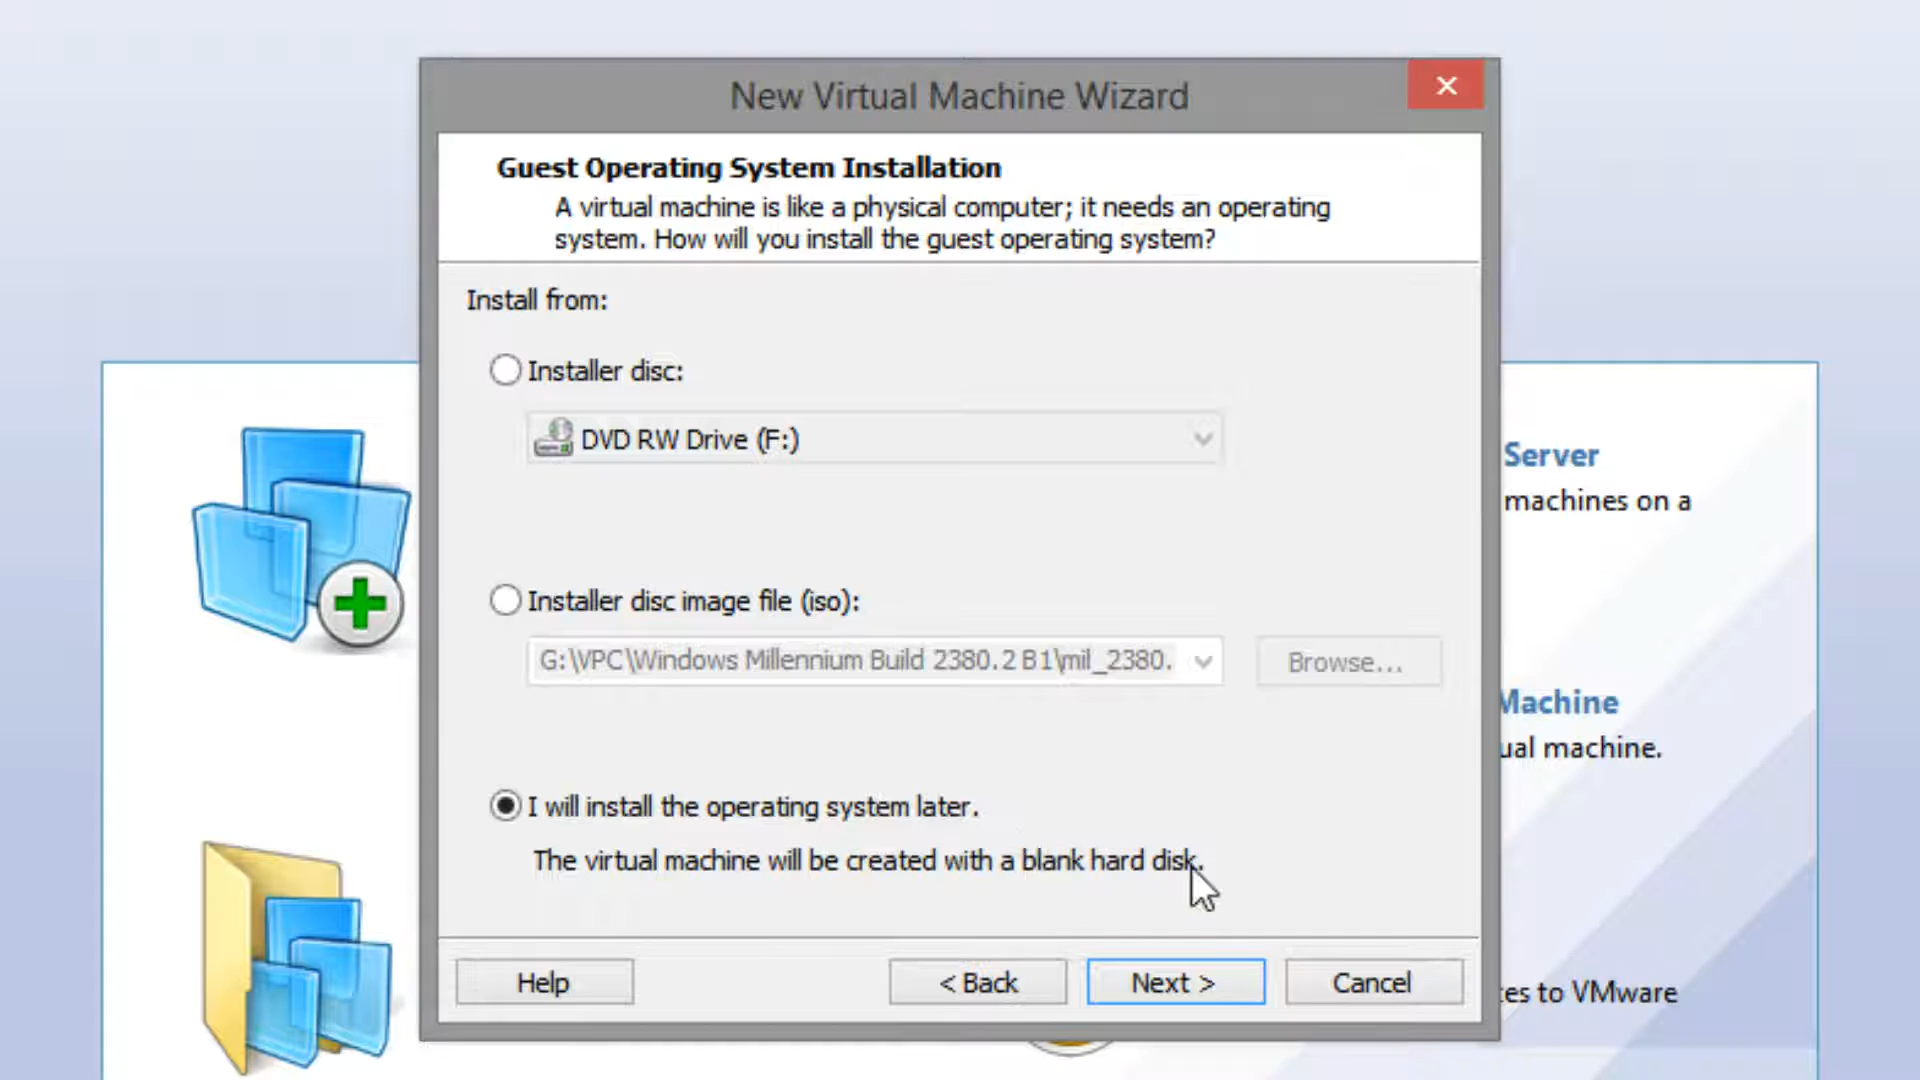 New Virtual Machine Wizard
Guest Operating System Installation
A virtual machine is like a physical computer; it needs an operating
system. How will you install the guest operating system?
Install from:
Installer disc:
DVD RW Drive (F:)
Installer disc image file (iso):
G:\VPC\Windows Millennium Build 2380.2 B1\mil_2380.
Browse...
I will install the operating system later.
The virtual machine will be created with a blank hard disk.
Help
< Back
Next >
Cancel
Server
machines on a
Machine
machine.
to VMware